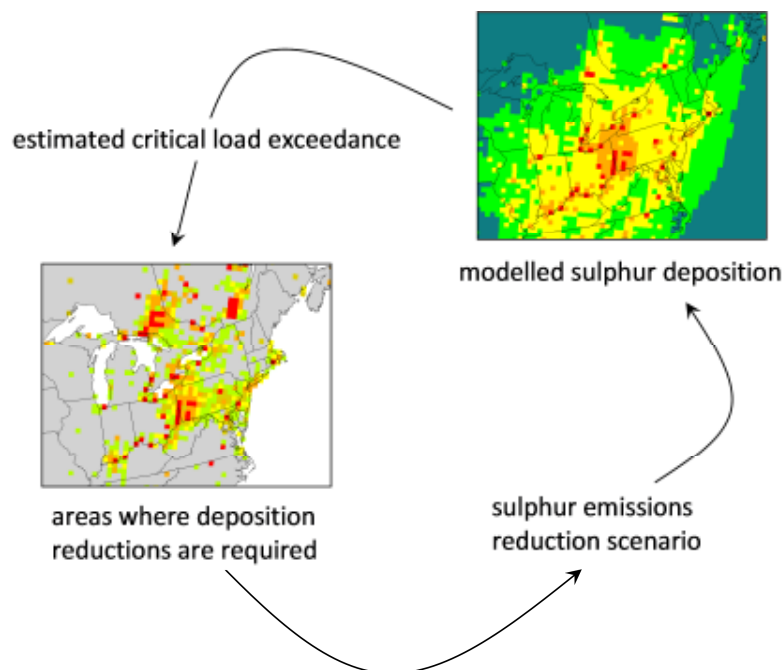 estimated critical load exceedance
modelled sulphur deposition
areas where deposition
reductions are required
sulphur emissions
reduction scenario